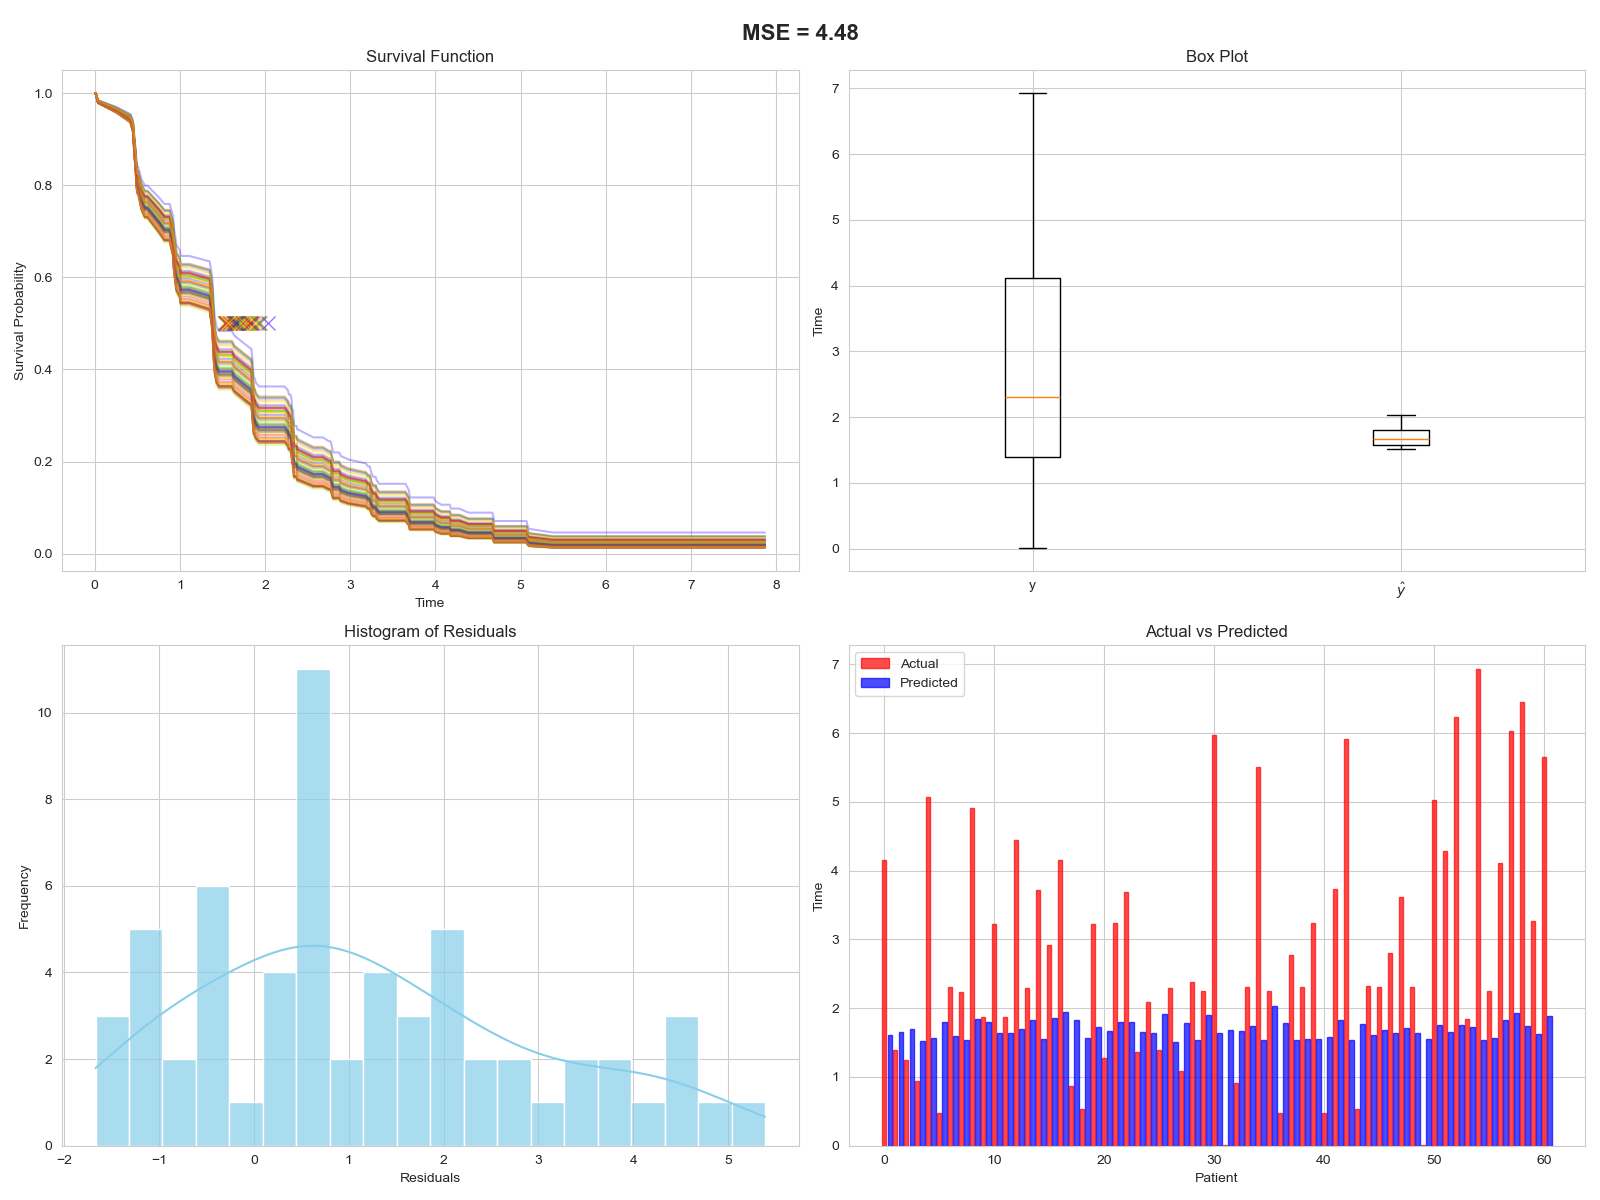 MSE = 4.48
Survival Function
Survival Probability
1.0
0.8
0.6
0.4
0.2
0.0
0 1 2 3 4 5 6 7 8
Time
Box Plot
Time
7
6
5
4
3
2
1
0
y ŷ
Histogram of Residuals
Frequency
10
8
6
4
2
0
−2 −1 0 1 2 3 4 5
Residuals
Actual vs Predicted
Actual
Predicted
Time
7
6
5
4
3
2
1
0
0 10 20 30 40 50 60
Patient